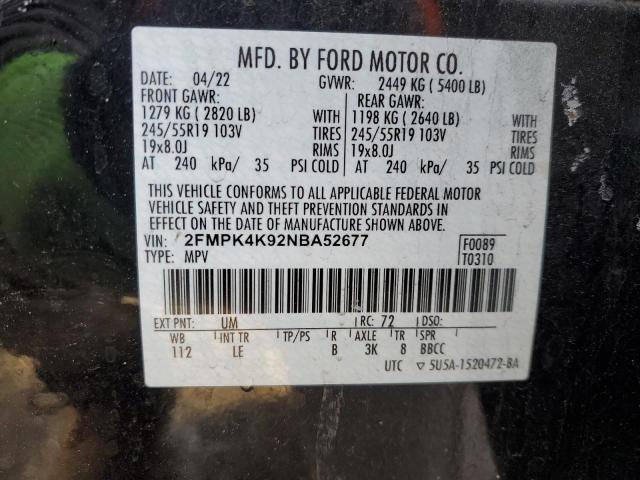 MFD. BY FORD MOTOR CO.
DATE: 04/22 GVWR: 2449 KG ( 5400 LB)
FRONT GAWR: REAR GAWR:
1279 KG ( 2820 LB) WITH 1198 KG ( 2640 LB) WITH
245/55R19 103V TIRES 245/55R19 103V TIRES
19x8.0J RIMS 19x8.0J RIMS
AT 240 kPa/ 35 PSI COLD AT 240 kPa/ 35 PSI COLD
THIS VEHICLE CONFORMS TO ALL APPLICABLE FEDERAL MOTOR
VEHICLE SAFETY AND THEFT PREVENTION STANDARDS IN
EFFECT ON THE DATE OF MANUFACTURE SHOWN ABOVE.
VIN: 2FMPK4K92NBA52677 F0089
TYPE: MPV T0310
EXT PNT: UM RC: 72 DSO:
WB INT TR TP/PS R AXLE TR SPR
112 LE B 3K 8 BBCC
UTC ▽ 5U5A-1520472-BA